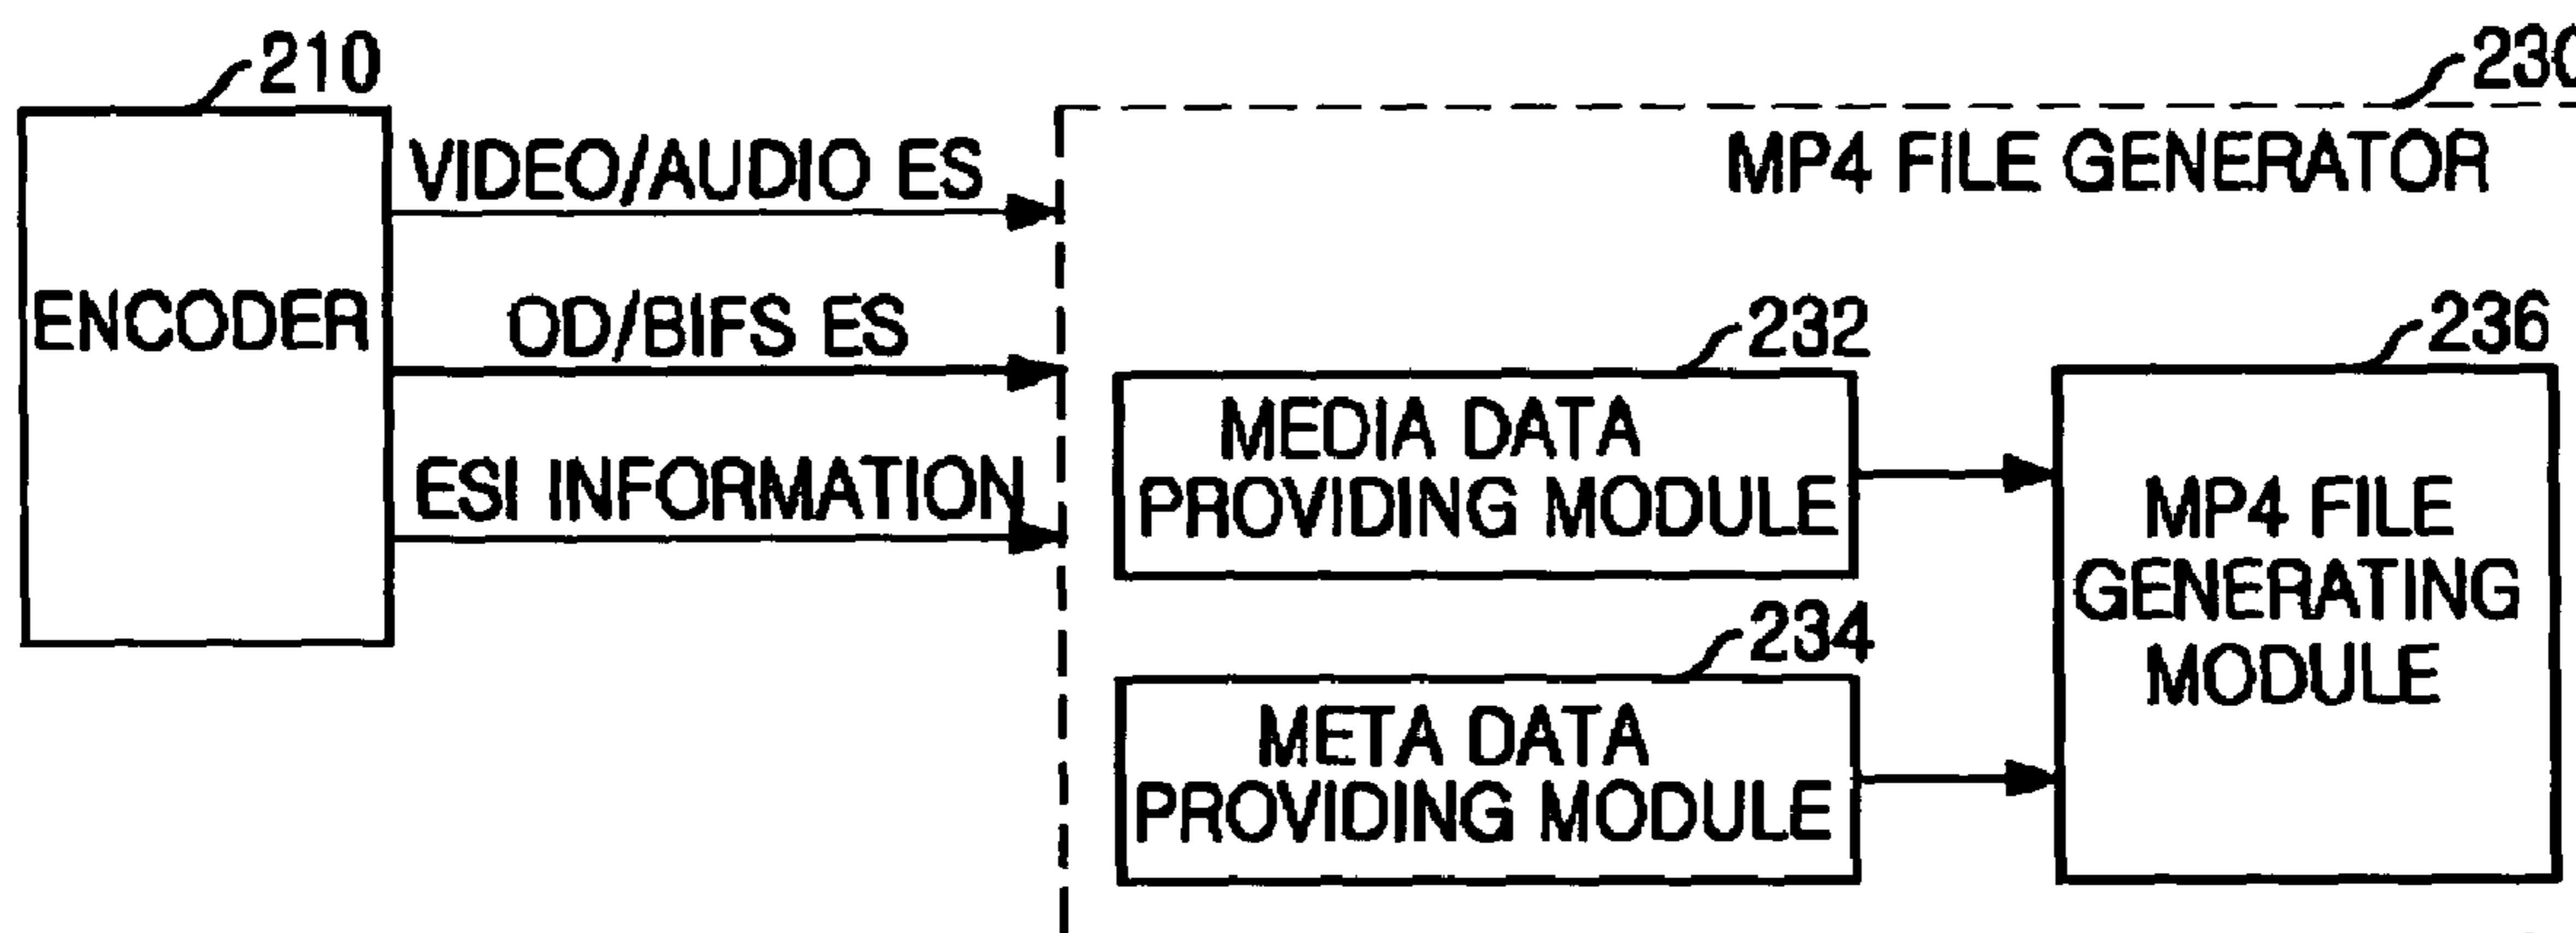 210
230
VIDEO/AUDIO ES
MP4 FILE GENERATOR
ENCODER
OD/BIFS ES
232
236
MEDIA DATA
PROVIDING MODULE
ESI INFORMATION
MP4 FILE
GENERATING
MODULE
234
META DATA
PROVIDING MODULE